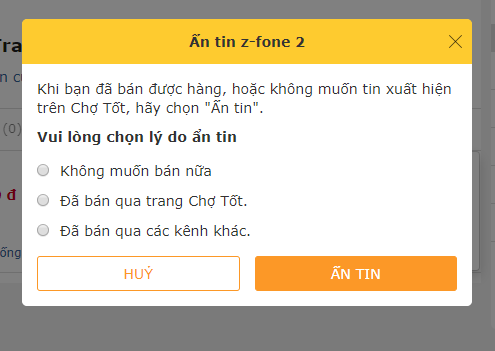 Ẩn tin z-fone 2
Khi bạn đã bán được hàng, hoặc không muốn tin xuất hiện
trên Chợ Tốt, hãy chọn "Ẩn tin".
Vui lòng chọn lý do ẩn tin
(0)
Không muốn bán nữa
Đã bán qua trang Chợ Tốt.
đ
Đã bán qua các kênh khác.
HUỶ
ẨN TIN